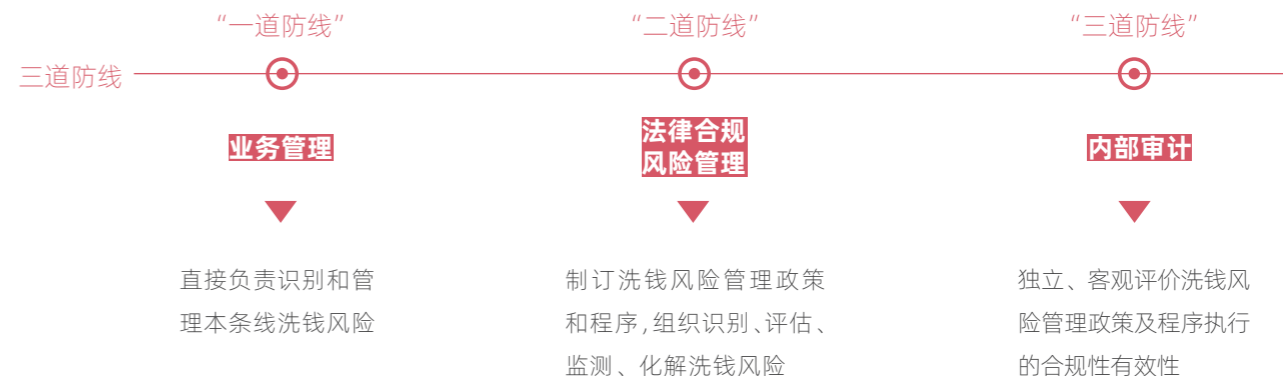 “一道防线”
“二道防线”
“三道防线”
三道防线
业务管理
法律合规
风险管理
内部审计
直接负责识别和管
理本条线洗钱风险
制订洗钱风险管理政策
和程序,组织识别、评估、
监测、化解洗钱风险
独立、客观评价洗钱风
险管理政策及程序执行
的合规性有效性